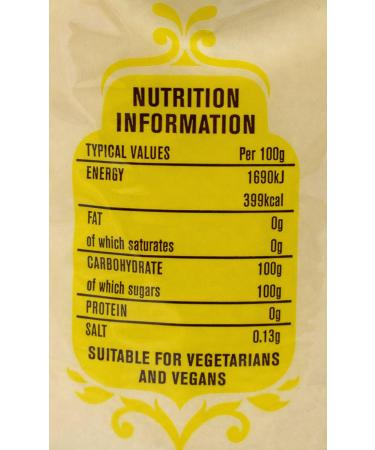 NUTRITION
INFORMATION
TYPICAL VALUES Per 100g
ENERGY 1690kJ
399kcal
FAT 0g
of which saturates 0g
CARBOHYDRATE 100g
of which sugars 100g
PROTEIN 0g
SALT 0.13g
SUITABLE FOR VEGETARIANS
AND VEGANS